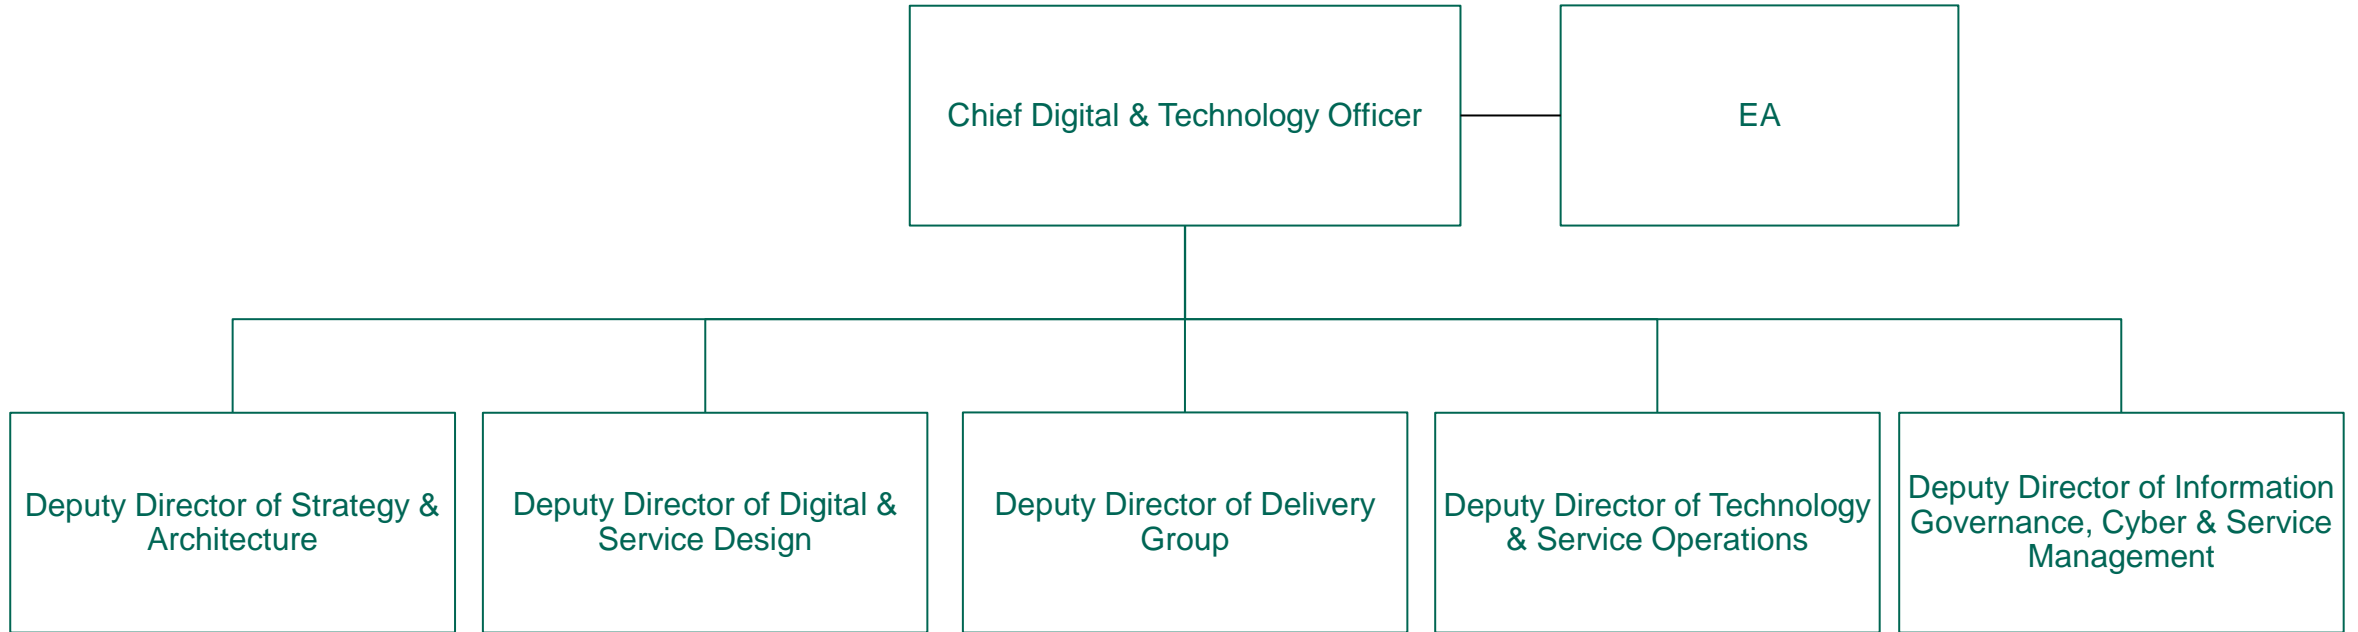 Chief Digital & Technology Officer
EA
Deputy Director of Strategy &
Architecture
Deputy Director of Digital &
Service Design
Deputy Director of Delivery
Group
Deputy Director of Technology
& Service Operations
Deputy Director of Information
Governance, Cyber & Service
Management